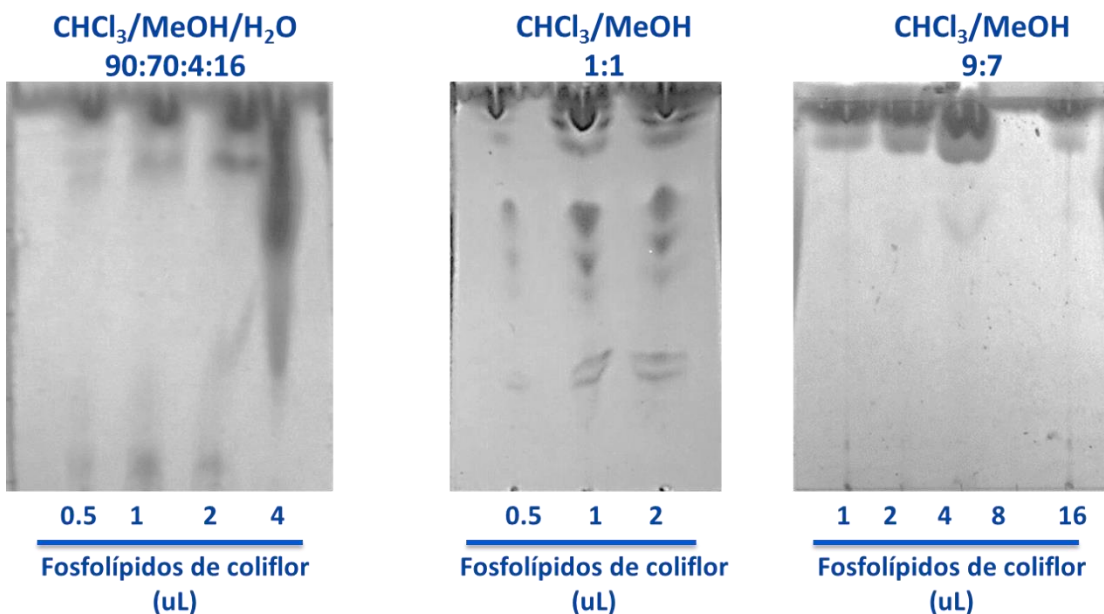 CHCl₃/MeOH/H₂O
90:70:4:16
0.5 1 2 4
Fosfolípidos de coliflor
(uL)
CHCl₃/MeOH
1:1
0.5 1 2
Fosfolípidos de coliflor
(uL)
CHCl₃/MeOH
9:7
1 2 4 8 16
Fosfolípidos de coliflor
(uL)